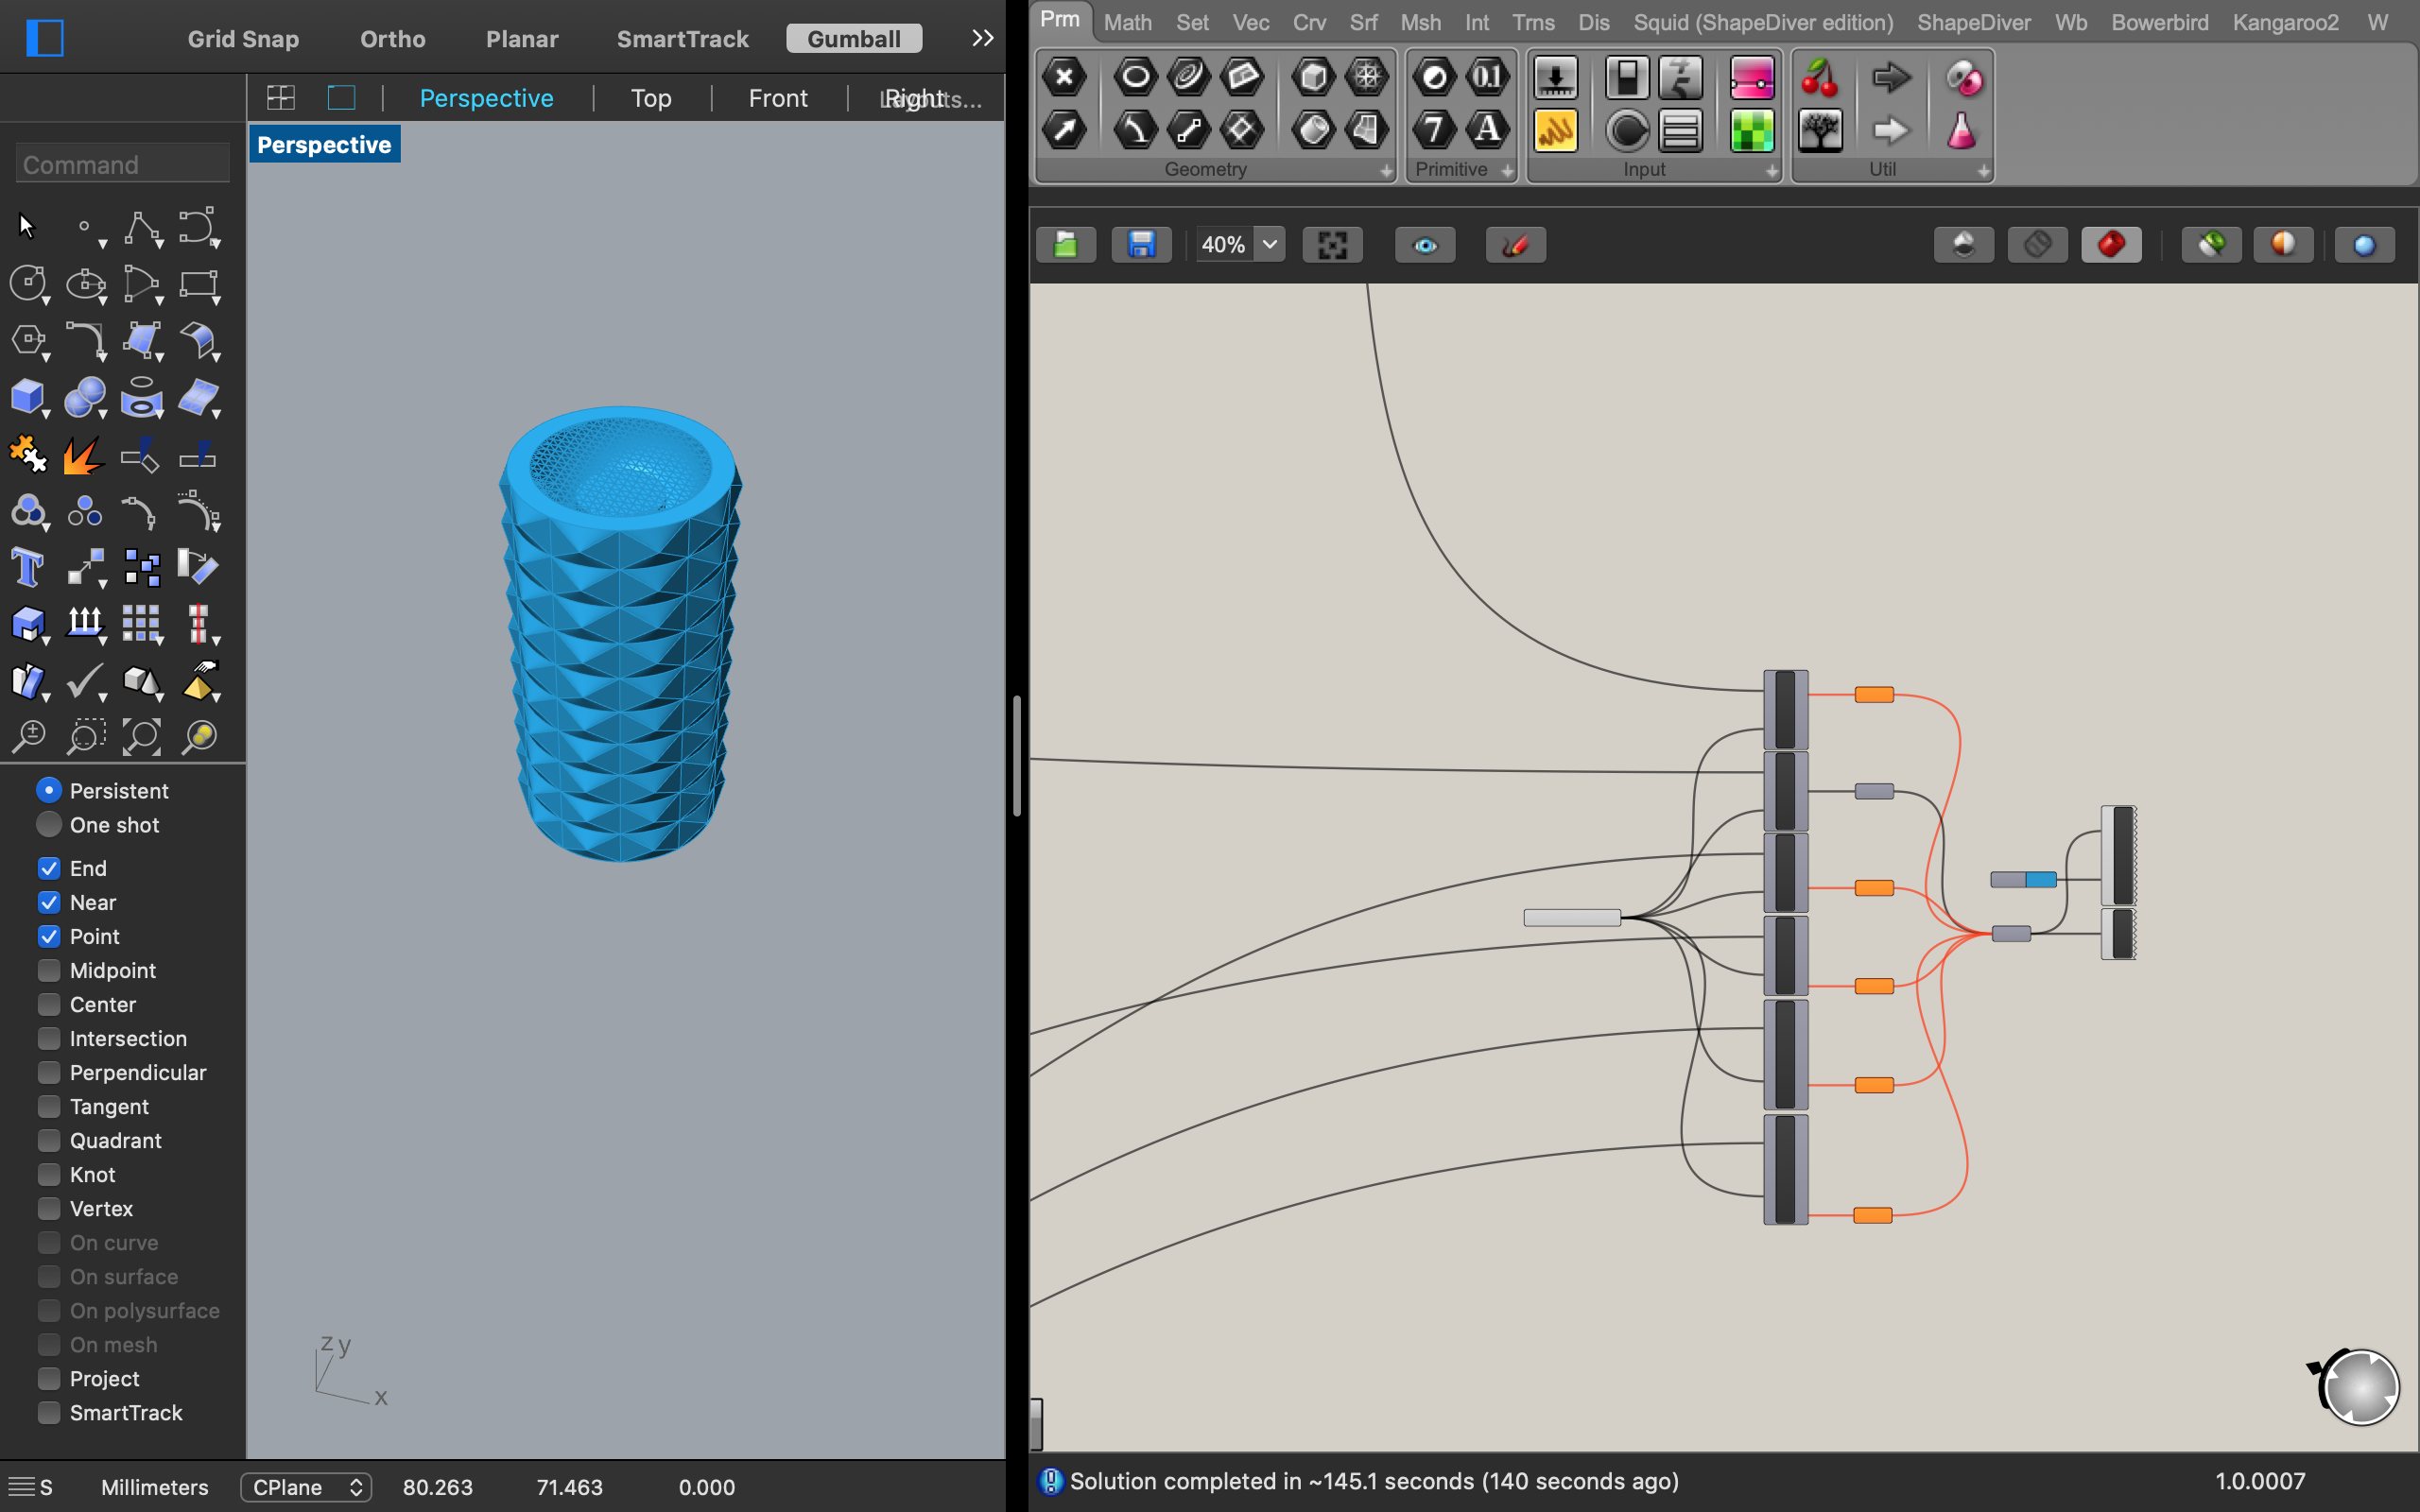 Grid Snap Ortho Planar SmartTrack Gumball
Perspective Top Front Right
Perspective
Command
Persistent
One shot
End
Near
Point
Midpoint
Center
Intersection
Perpendicular
Tangent
Quadrant
Knot
Vertex
On curve
On surface
On polysurface
On mesh
Project
SmartTrack
z y
x
S Millimeters CPlane 80.263 71.463 0.000
Prm Math Set Vec Crv Srf Msh Int Trns Dis Squid (ShapeDiver edition) ShapeDiver Wb Bowerbird Kangaroo2 W
0.1
7 A
Geometry Primitive Input Util
40%
Solution completed in ~145.1 seconds (140 seconds ago) 1.0.0007